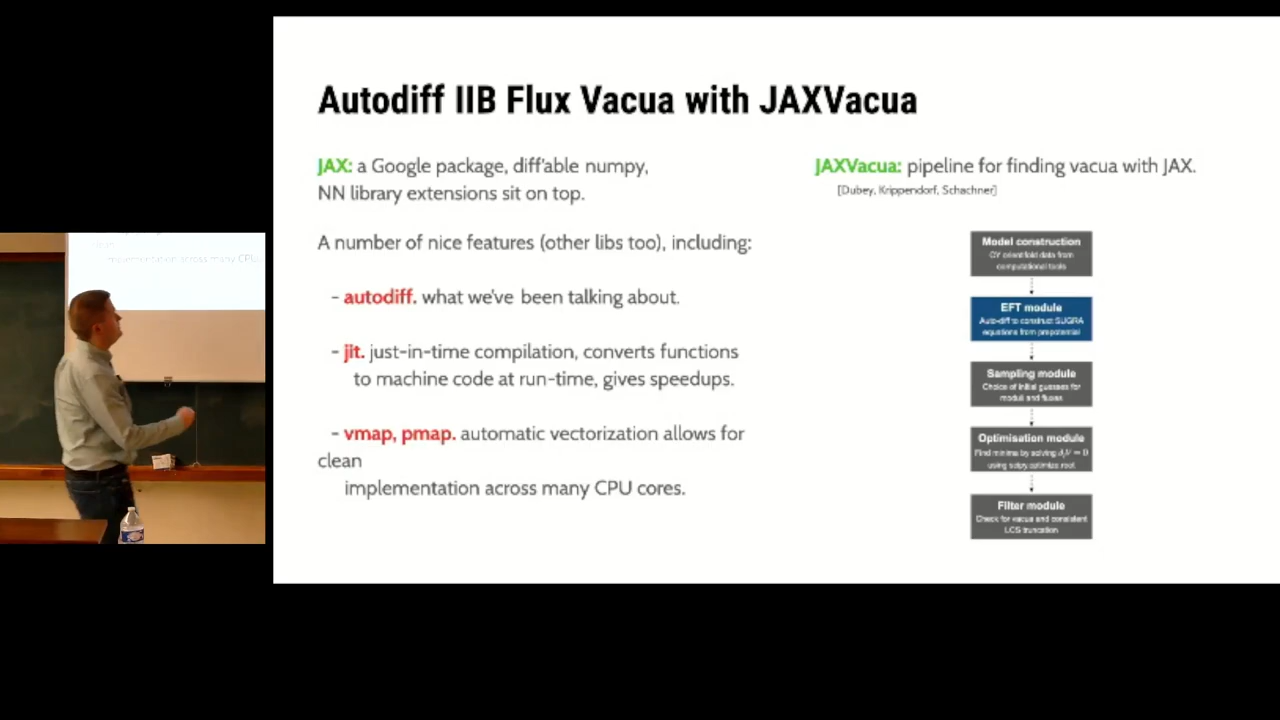 Autodiff IIB Flux Vacua with JAXVacua
JAX: a Google package, diff'able numpy,
NN library extensions sit on top.
A number of nice features (other libs too), including:
- autodiff. what we've been talking about.
- jit. just-in-time compilation, converts functions
to machine code at run-time, gives speedups.
- vmap, pmap. automatic vectorization allows for
clean
implementation across many CPU cores.
JAXVacua: pipeline for finding vacua with JAX.
[Dubey, Krippendorf, Schachner]
Model construction
CY orientifold data from
computational tools
EFT module
Auto-diff to construct SUGRA
equations from prepotential
Sampling module
Choice of initial guesses for
moduli and fluxes
Optimisation module
Find minima by solving ∂ᵢV = 0
using scipy.optimize.root
Filter module
Check for vacua and consistent
LCS truncation
implementation across many CPU